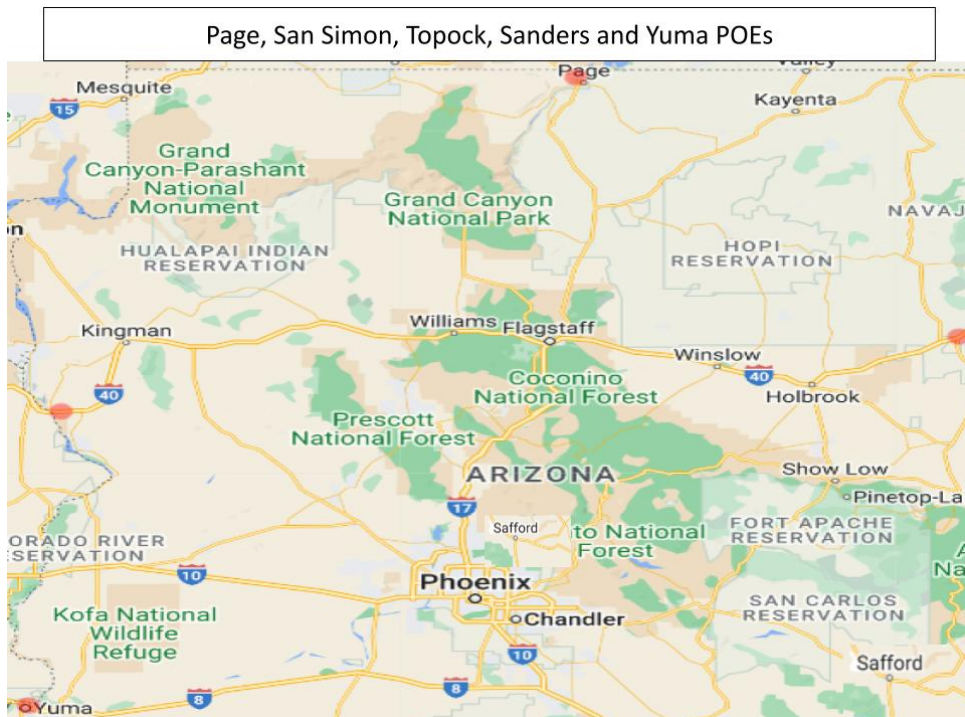 Page, San Simon, Topock, Sanders and Yuma POEs
Page
Mesquite
15
Kayenta
Grand
Canyon-Parashant
National
Monument
Grand Canyon
National Park
NAVAJ
on
HUALAPAI INDIAN
RESERVATION
HOPI
RESERVATION
Kingman
Williams
Flagstaff
Winslow
40
40
Holbrook
Coconino
National Forest
Prescott
National Forest
ARIZONA
Show Low
Pinetop-La
17
Safford
ORADO RIVER
ESERVATION
nto National
Forest
FORT APACHE
RESERVATION
A
Na
10
Phoenix
Chandler
SAN CARLOS
RESERVATION
Kofa National
Wildlife
Refuge
10
Safford
8
8
Yuma